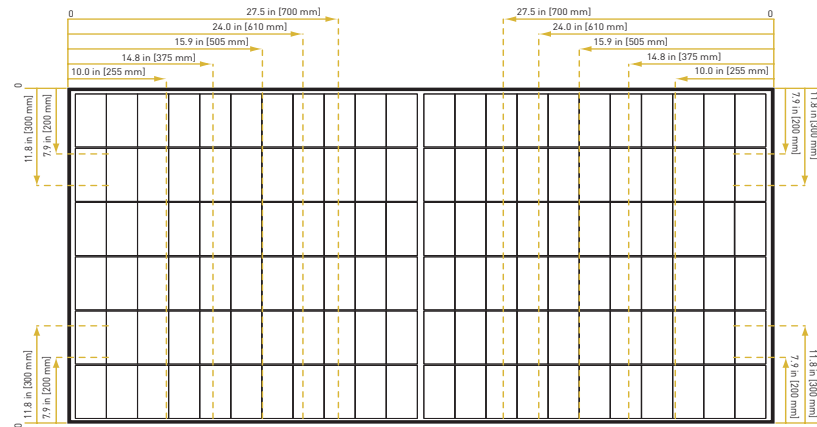 0
27.5 in [700 mm]
27.5 in [700 mm]
0
24.0 in [610 mm]
24.0 in [610 mm]
15.9 in [505 mm]
15.9 in [505 mm]
14.8 in [375 mm]
14.8 in [375 mm]
10.0 in [255 mm]
10.0 in [255 mm]
0
11.8 in [300 mm]
7.9 in [200 mm]
7.9 in [200 mm]
11.8 in [300 mm]
11.8 in [300 mm]
7.9 in [200 mm]
7.9 in [200 mm]
11.8 in [300 mm]
0